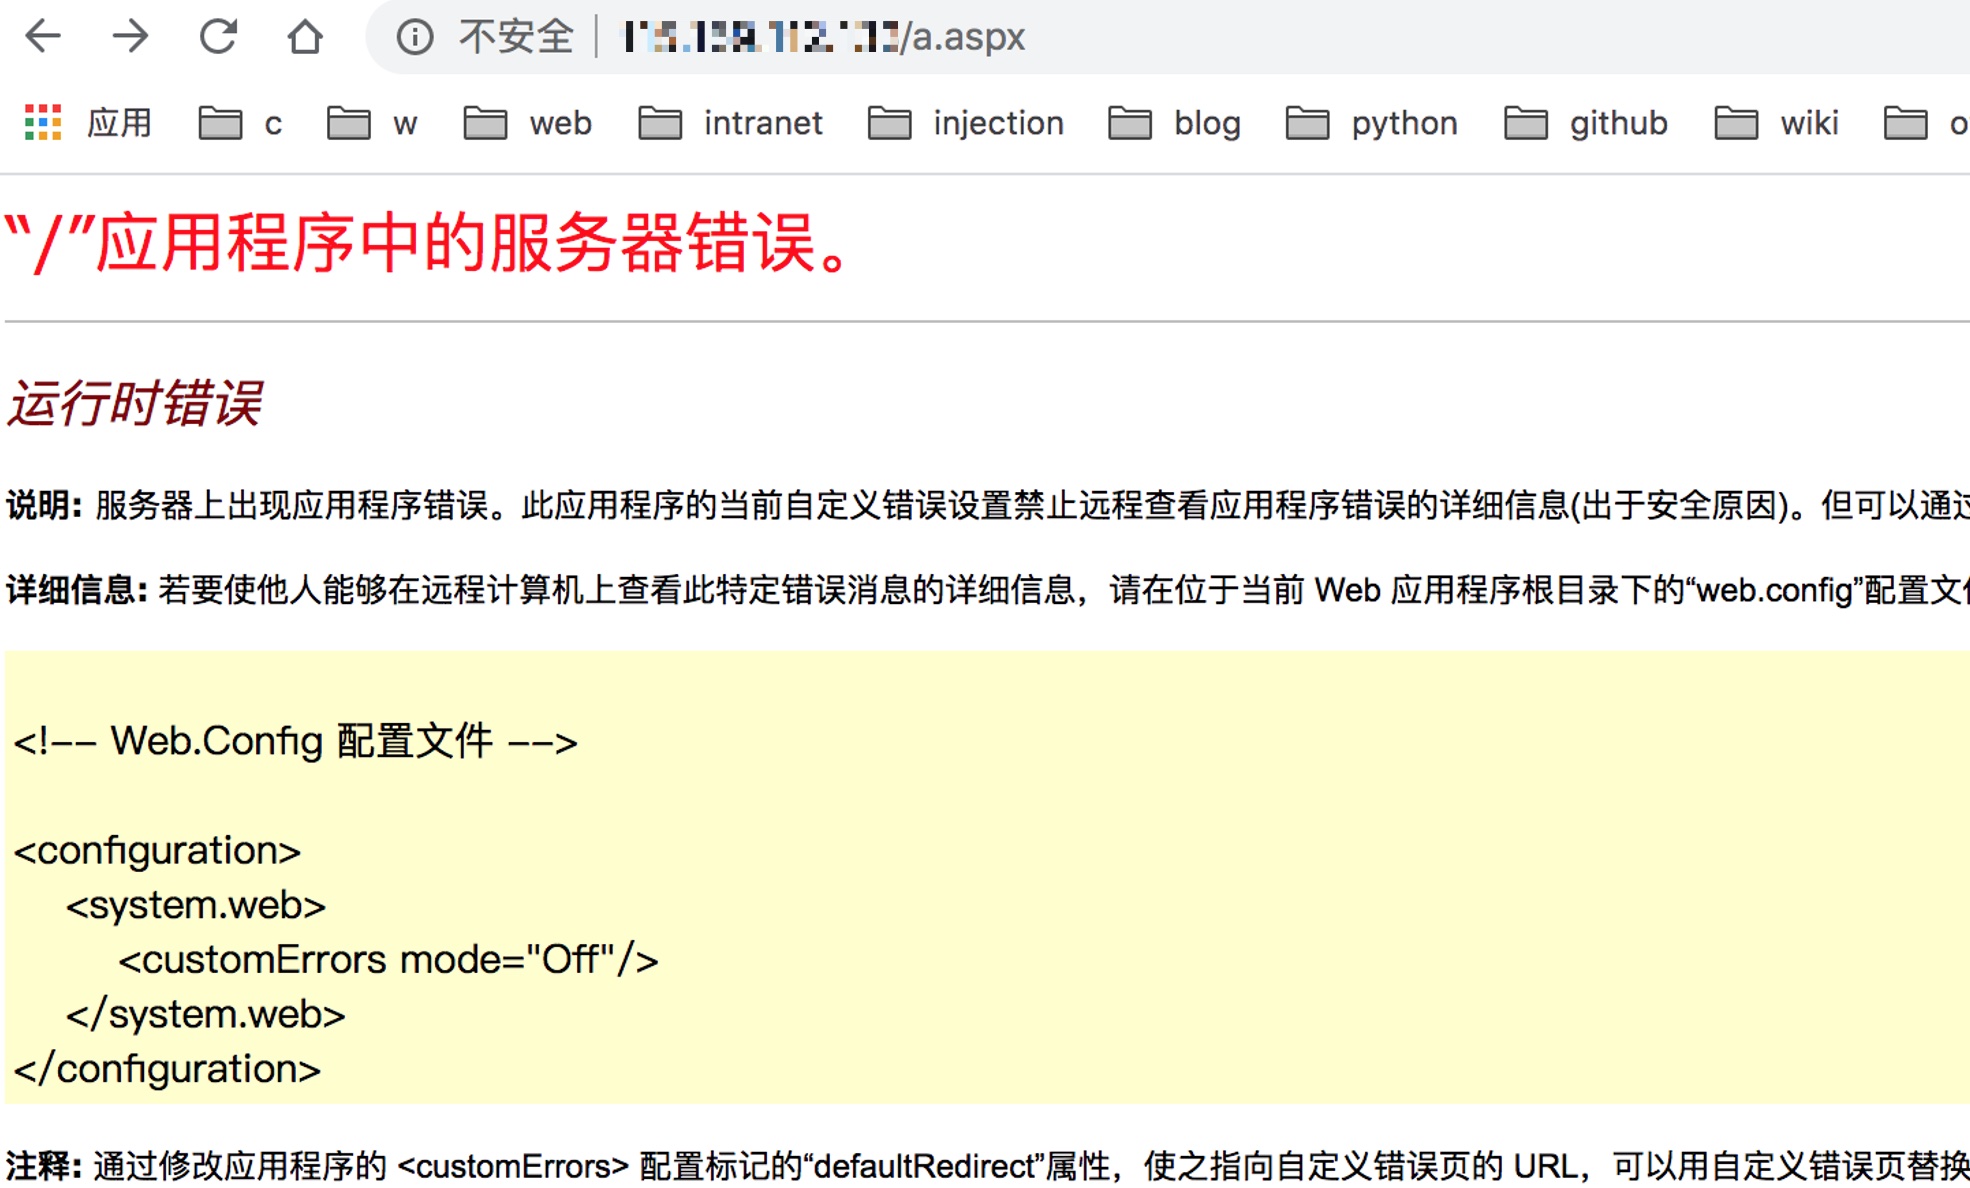 不安全 /a.aspx
应用 c w web intranet injection blog python github wiki
“/”应用程序中的服务器错误。
运行时错误
说明: 服务器上出现应用程序错误。此应用程序的当前自定义错误设置禁止远程查看应用程序错误的详细信息(出于安全原因)。但可以通过
详细信息: 若要使他人能够在远程计算机上查看此特定错误消息的详细信息，请在位于当前 Web 应用程序根目录下的“web.config”配置文件
<!-- Web.Config 配置文件 -->
<configuration>
<system.web>
<customErrors mode="Off"/>
</system.web>
</configuration>
注释: 通过修改应用程序的 <customErrors> 配置标记的“defaultRedirect”属性，使之指向自定义错误页的 URL，可以用自定义错误页替换